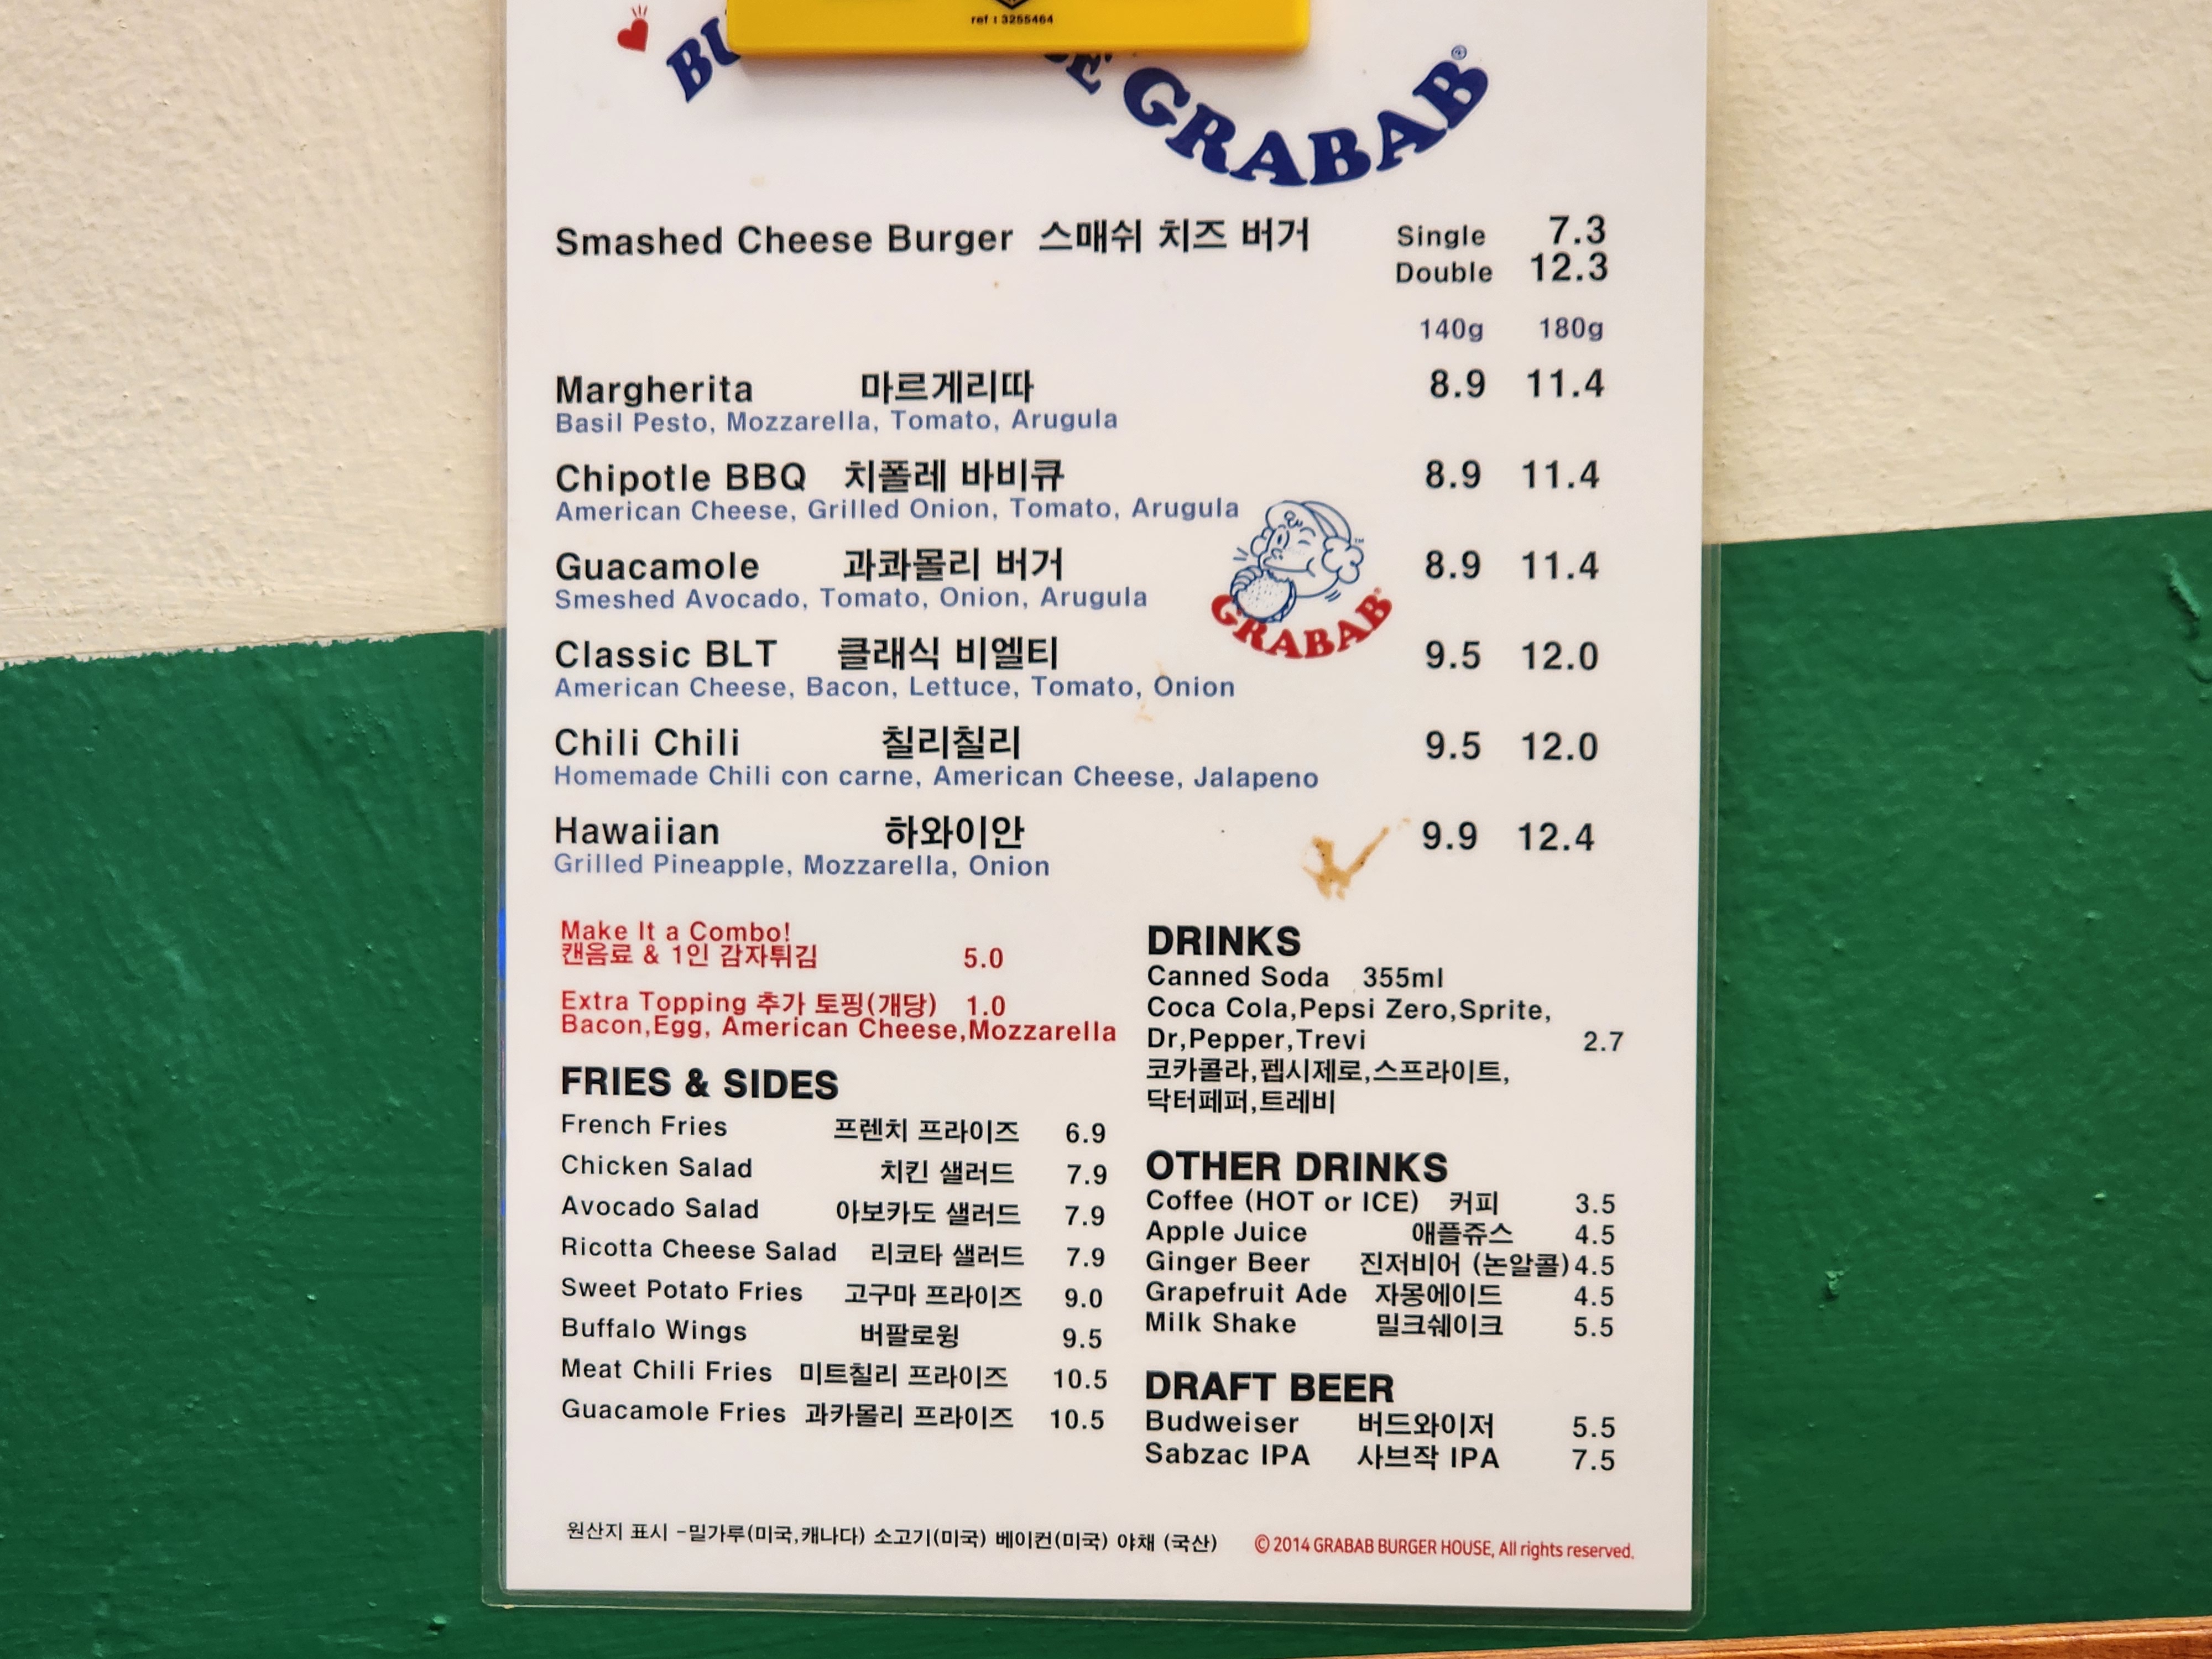 ref : 3255464
GRABAB
Smashed Cheese Burger 스매쉬 치즈 버거 Single 7.3
Double 12.3
140g 180g
Margherita 마르게리따 8.9 11.4
Basil Pesto, Mozzarella, Tomato, Arugula
Chipotle BBQ 치폴레 바비큐 8.9 11.4
American Cheese, Grilled Onion, Tomato, Arugula
Guacamole 과콰몰리 버거 8.9 11.4
Smeshed Avocado, Tomato, Onion, Arugula
GRABAB
Classic BLT 클래식 비엘티 9.5 12.0
American Cheese, Bacon, Lettuce, Tomato, Onion
Chili Chili 칠리칠리 9.5 12.0
Homemade Chili con carne, American Cheese, Jalapeno
Hawaiian 하와이안 9.9 12.4
Grilled Pineapple, Mozzarella, Onion
Make It a Combo!
캔음료 & 1인 감자튀김 5.0
Extra Topping 추가 토핑(개당) 1.0
Bacon,Egg, American Cheese,Mozzarella
FRIES & SIDES
French Fries 프렌치 프라이즈 6.9
Chicken Salad 치킨 샐러드 7.9
Avocado Salad 아보카도 샐러드 7.9
Ricotta Cheese Salad 리코타 샐러드 7.9
Sweet Potato Fries 고구마 프라이즈 9.0
Buffalo Wings 버팔로윙 9.5
Meat Chili Fries 미트칠리 프라이즈 10.5
Guacamole Fries 과카몰리 프라이즈 10.5
DRINKS
Canned Soda 355ml
Coca Cola,Pepsi Zero,Sprite,
Dr,Pepper,Trevi 2.7
코카콜라,펩시제로,스프라이트,
닥터페퍼,트레비
OTHER DRINKS
Coffee (HOT or ICE) 커피 3.5
Apple Juice 애플쥬스 4.5
Ginger Beer 진저비어 (논알콜) 4.5
Grapefruit Ade 자몽에이드 4.5
Milk Shake 밀크쉐이크 5.5
DRAFT BEER
Budweiser 버드와이저 5.5
Sabzac IPA 사브작 IPA 7.5
원산지 표시 -밀가루(미국,캐나다) 소고기(미국) 베이컨(미국) 야채 (국산)
© 2014 GRABAB BURGER HOUSE, All rights reserved.